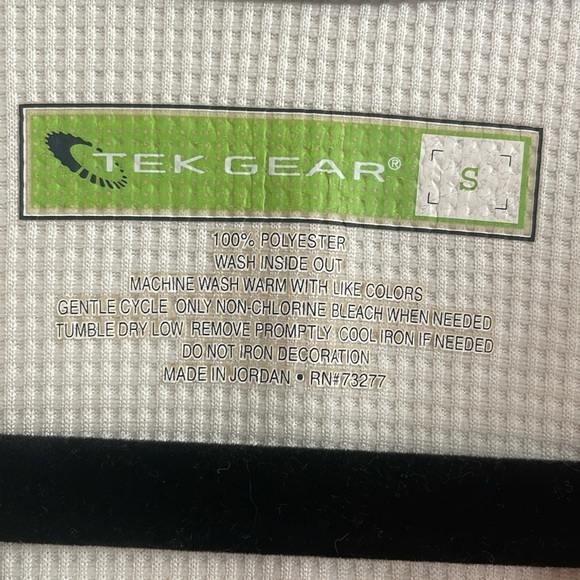 TEK GEAR® S
100% POLYESTER
WASH INSIDE OUT
MACHINE WASH WARM WITH LIKE COLORS
GENTLE CYCLE ONLY NON-CHLORINE BLEACH WHEN NEEDED
TUMBLE DRY LOW REMOVE PROMPTLY COOL IRON IF NEEDED
DO NOT IRON DECORATION
MADE IN JORDAN • RN#73277